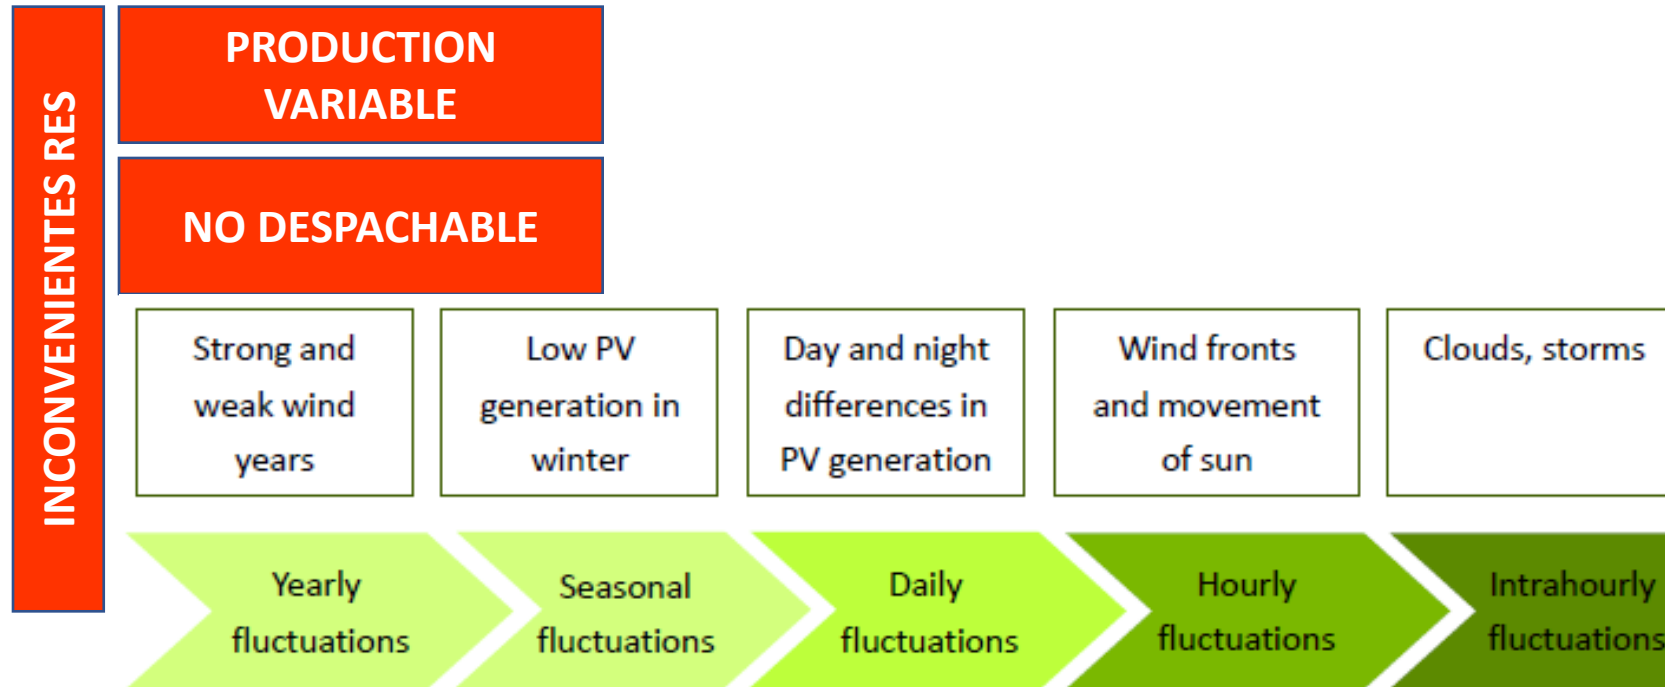 INCONVENIENTES RES
PRODUCTION
VARIABLE
NO DESPACHABLE
Strong and
weak wind
years
Low PV
generation in
winter
Day and night
differences in
PV generation
Wind fronts
and movement
of sun
Clouds, storms
Yearly
fluctuations
Seasonal
fluctuations
Daily
fluctuations
Hourly
fluctuations
Intrahourly
fluctuations